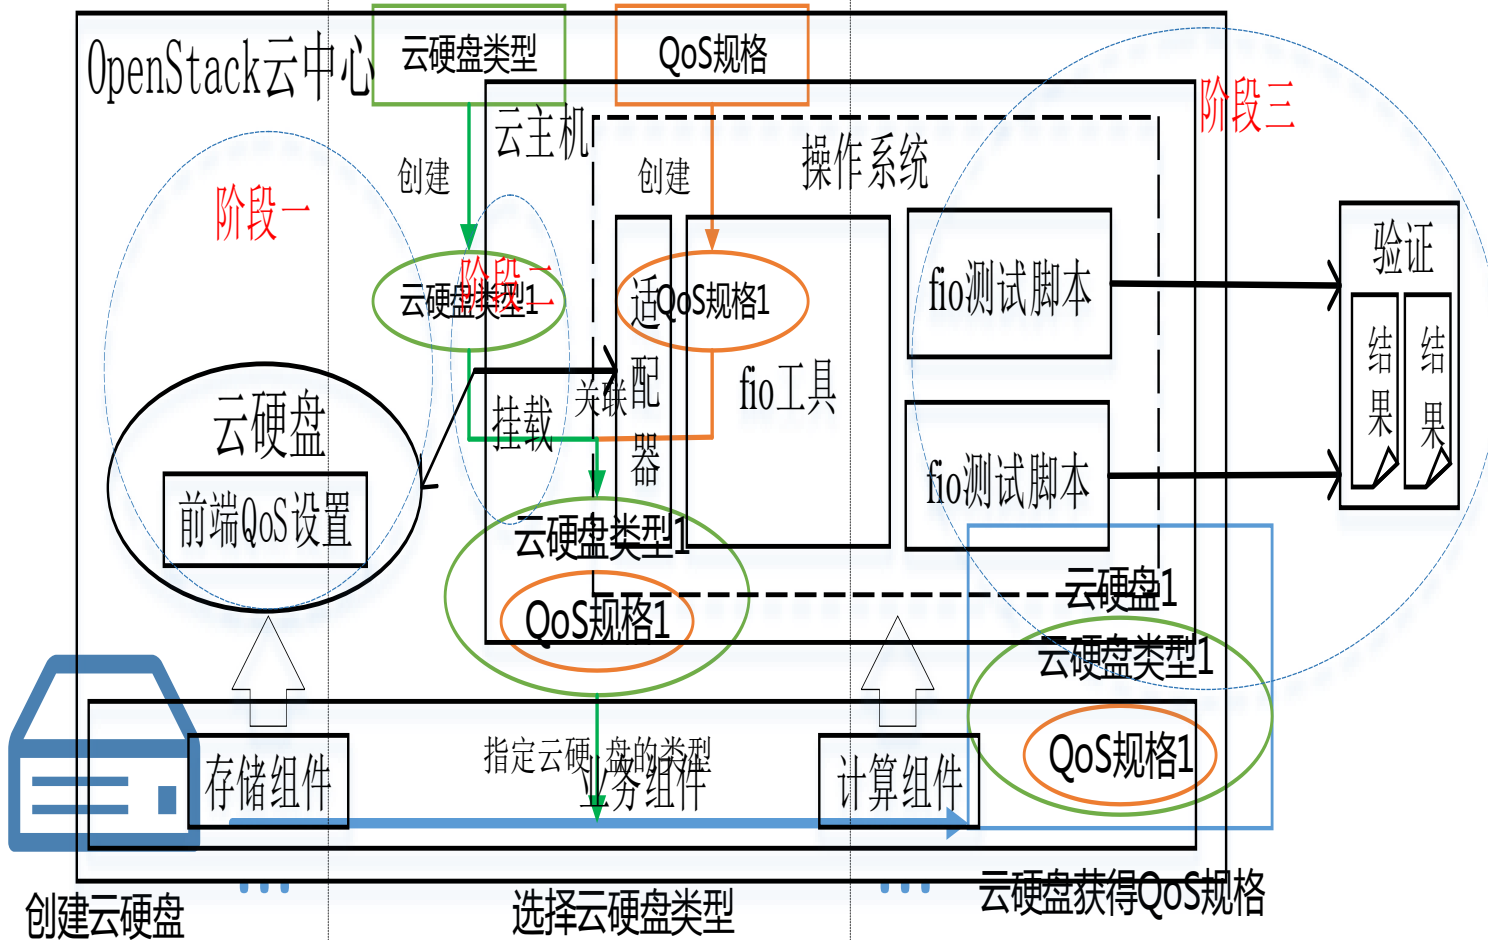 云硬盘类型
QoS规格
OpenStack云中心
阶段三
云主机
操作系统
创建
创建
阶段一
验证
阶段二
云硬盘类型1
QoS规格1
fio测试脚本
适配器
结果
结果
fio工具
关联
挂载
云硬盘
前端QoS设置
fio测试脚本
云硬盘类型1
QoS规格1
云硬盘1
云硬盘类型1
QoS规格1
指定云硬 盘的类型
存储组件
业务组件
计算组件
创建云硬盘
选择云硬盘类型
云硬盘获得QoS规格